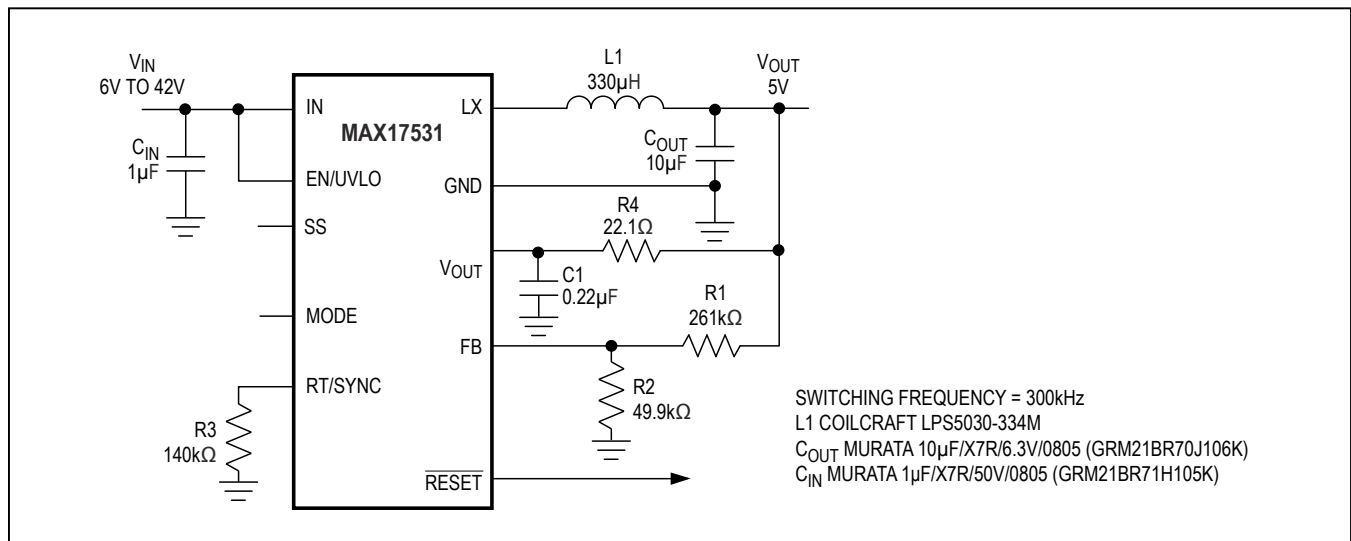 V_IN
6V TO 42V
C_IN
1µF
IN
EN/UVLO
SS
MODE
RT/SYNC
R3
140kΩ
MAX17531
LX
GND
V_OUT
FB
RESET
L1
330µH
V_OUT
5V
C_OUT
10µF
R4
22.1Ω
C1
0.22µF
R1
261kΩ
R2
49.9kΩ
SWITCHING FREQUENCY = 300kHz
L1 COILCRAFT LPS5030-334M
C_OUT MURATA 10µF/X7R/6.3V/0805 (GRM21BR70J106K)
C_IN MURATA 1µF/X7R/50V/0805 (GRM21BR71H105K)